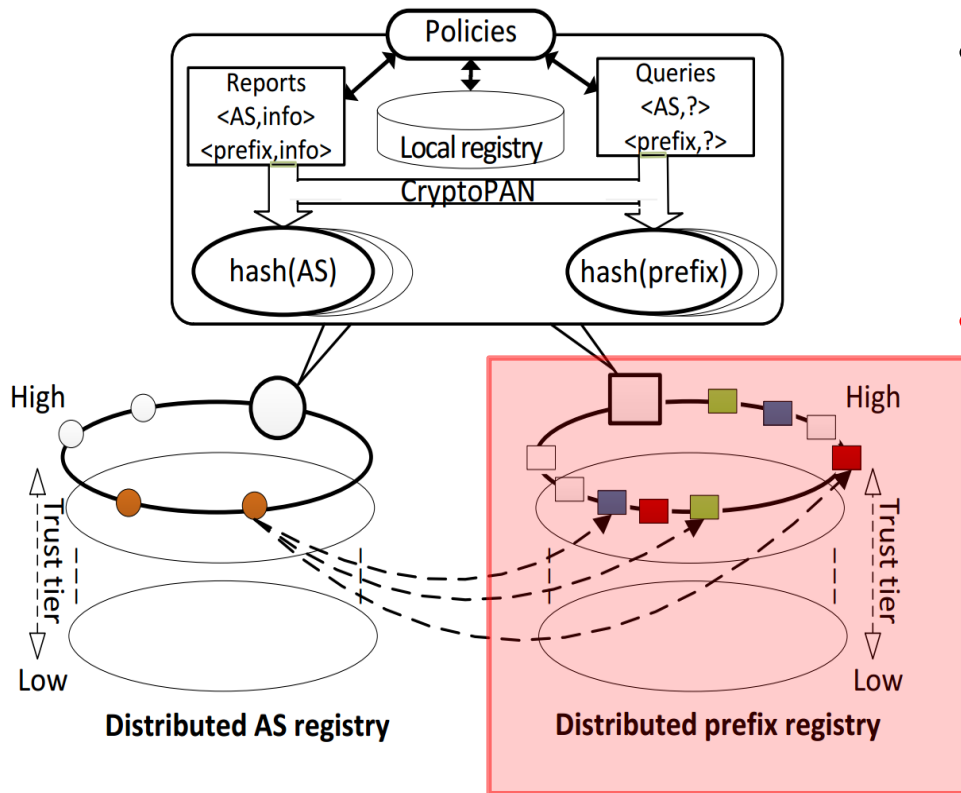 Policies
Reports
<AS,info>
<prefix,info>
Local registry
Queries
<AS,?>
<prefix,?>
CryptoPAN
hash(AS)
hash(prefix)
High
Trust tier
Low
High
Trust tier
Low
Distributed AS registry
Distributed prefix registry